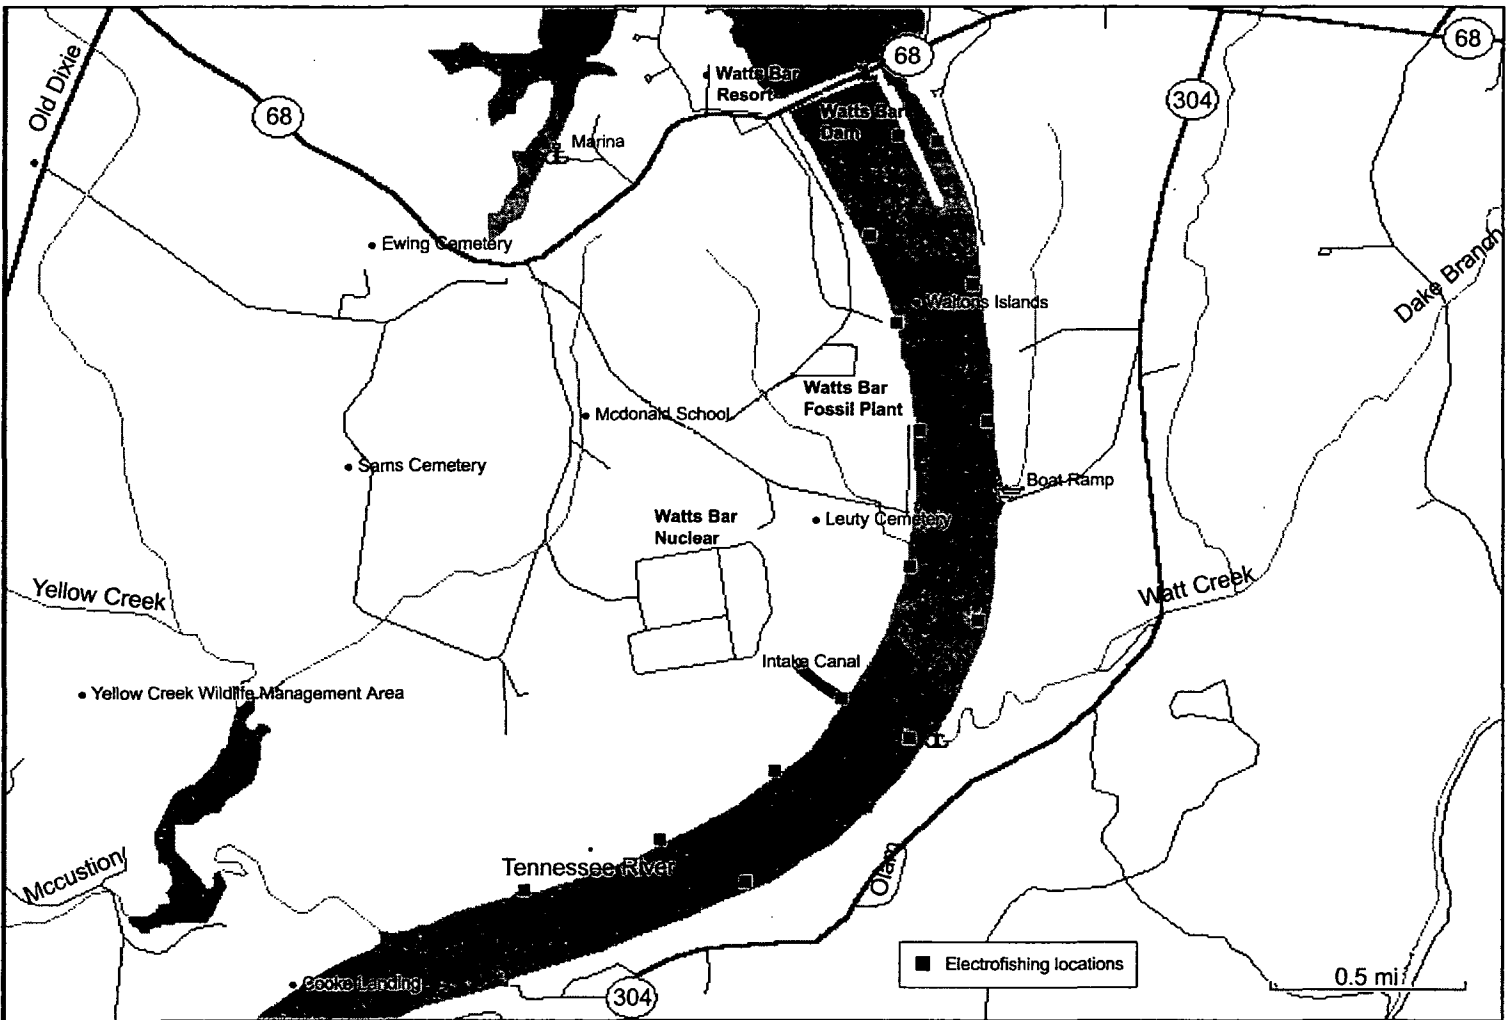 68
68
Old Dixie
Watts Bar
Resort
304
68
Watts Bar
Dam
Marina
Ewing Cemetery
Dake Branch
Waltons Islands
Watts Bar
Fossil Plant
Mcdonald School
Sams Cemetery
Boat Ramp
Watts Bar
Nuclear
Leuty Cemetery
Yellow Creek
Watt Creek
Intake Canal
Yellow Creek Wildlife Management Area
Mccustion
Tennessee River
Olam
Electrofishing locations
Cooke Landing
304
0.5 mi